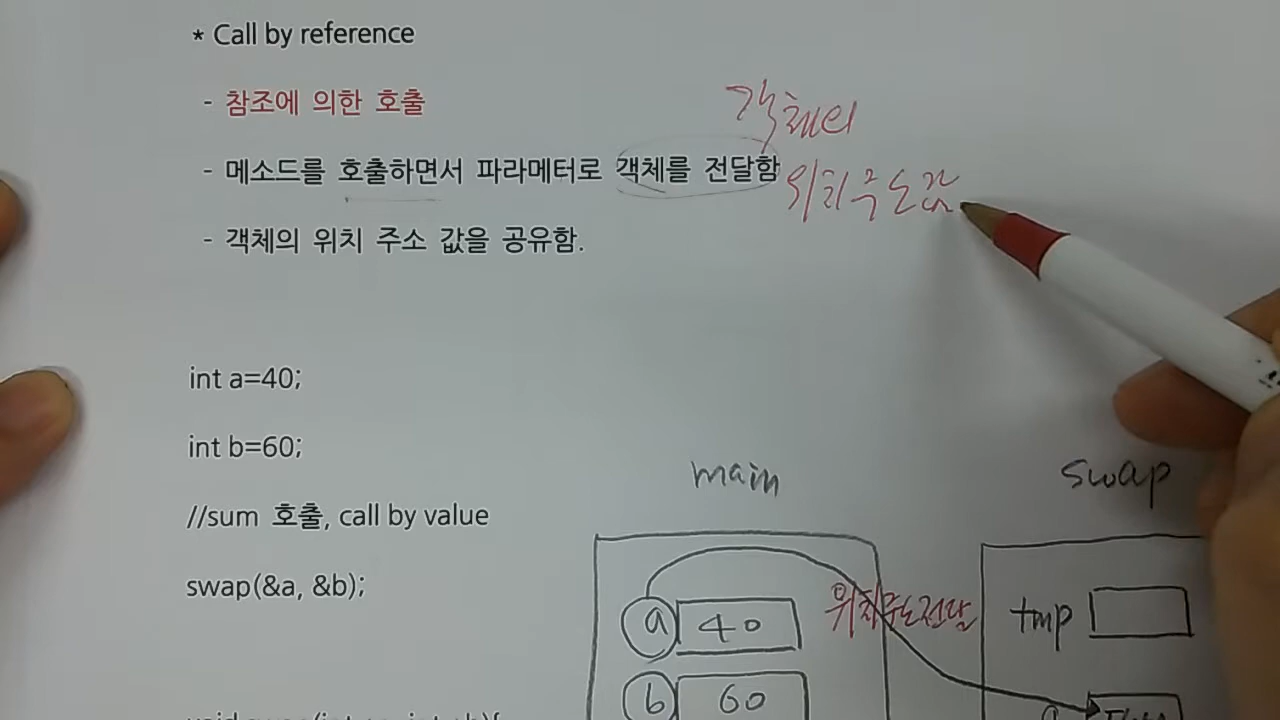 * Call by reference
- 참조에 의한 호출
객체의
- 메소드를 호출하면서 파라메터로 객체를 전달함
위치주소값
- 객체의 위치 주소 값을 공유함.
int a=40;
int b=60;
main
swap
//sum 호출, call by value
swap(&a, &b);
위치주소전달
a 40
tmp
b 60